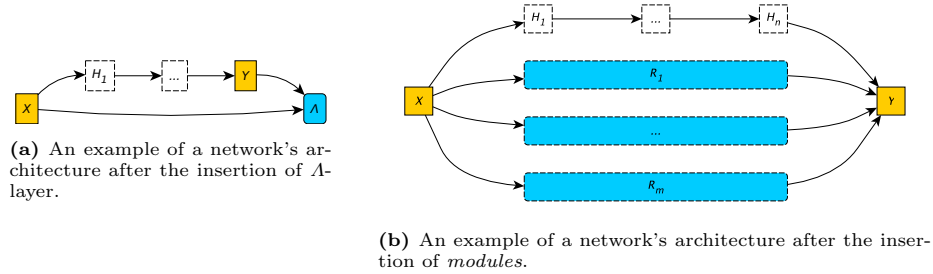 H1
...
Y
X
Λ
(a) An example of a network's ar-
chitecture after the insertion of Λ-
layer.
H1
...
Hn
R1
X
Y
...
Rm
(b) An example of a network's architecture after the inser-
tion of modules.